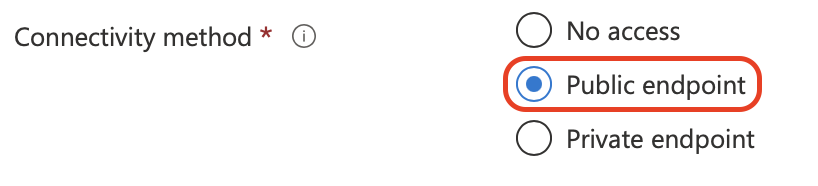 Connectivity method *
No access
Public endpoint
Private endpoint